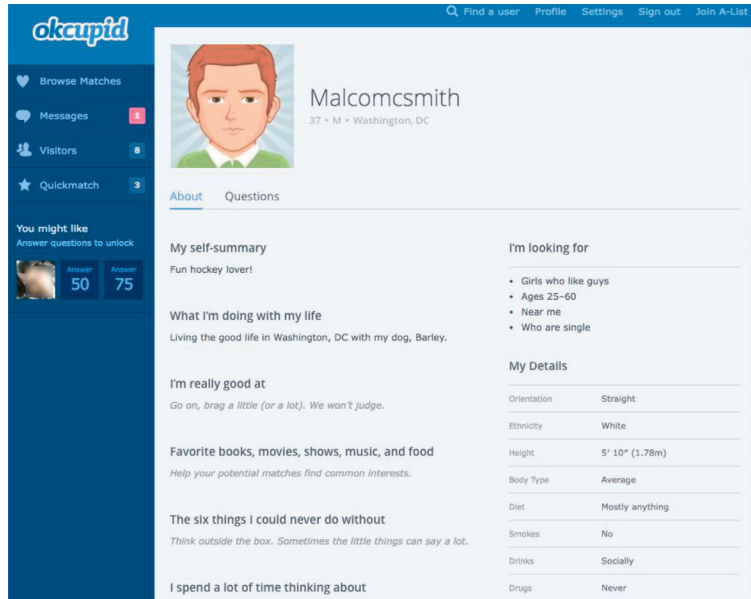 okcupid
Find a user Profile Settings Sign out Join A-List
Browse Matches
Messages 1
Visitors 8
Quickmatch 3
You might like
Answer questions to unlock
Answer 50
Answer 75
Malcomcsmith
37 • M • Washington, DC
About Questions
My self-summary
Fun hockey lover!
What I'm doing with my life
Living the good life in Washington, DC with my dog, Barley.
I'm really good at
Go on, brag a little (or a lot). We won't judge.
Favorite books, movies, shows, music, and food
Help your potential matches find common interests.
The six things I could never do without
Think outside the box. Sometimes the little things can say a lot.
I spend a lot of time thinking about
I'm looking for
• Girls who like guys
• Ages 25–60
• Near me
• Who are single
My Details
Orientation Straight
Ethnicity White
Height 5' 10" (1.78m)
Body Type Average
Diet Mostly anything
Smokes No
Drinks Socially
Drugs Never